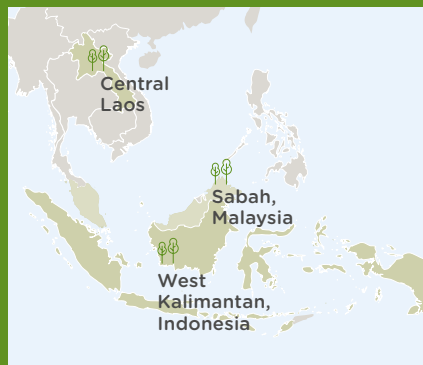 Central
Laos
Sabah,
Malaysia
West
Kalimantan,
Indonesia